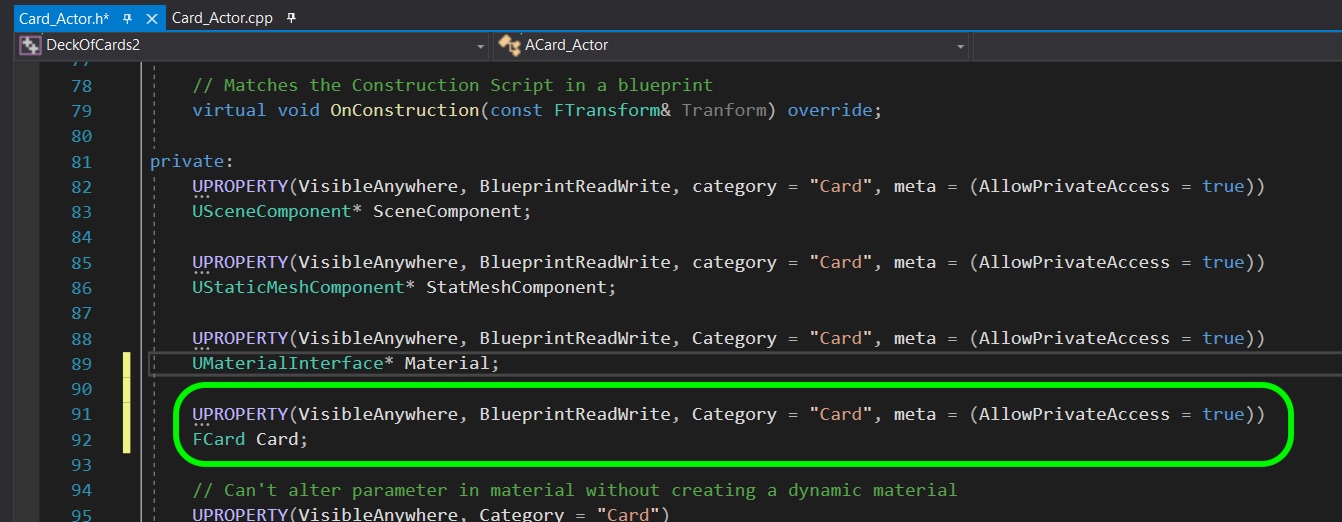 Card_Actor.h* Card_Actor.cpp
DeckOfCards2 ACard_Actor
77
78 // Matches the Construction Script in a blueprint
79 virtual void OnConstruction(const FTransform& Tranform) override;
80
81 private:
82 UPROPERTY(VisibleAnywhere, BlueprintReadWrite, category = "Card", meta = (AllowPrivateAccess = true))
83 USceneComponent* SceneComponent;
84
85 UPROPERTY(VisibleAnywhere, BlueprintReadWrite, category = "Card", meta = (AllowPrivateAccess = true))
86 UStaticMeshComponent* StatMeshComponent;
87
88 UPROPERTY(VisibleAnywhere, BlueprintReadWrite, Category = "Card", meta = (AllowPrivateAccess = true))
89 UMaterialInterface* Material;
90
91 UPROPERTY(VisibleAnywhere, BlueprintReadWrite, Category = "Card", meta = (AllowPrivateAccess = true))
92 FCard Card;
93
94 // Can't alter parameter in material without creating a dynamic material
95 UPROPERTY(VisibleAnywhere, Category = "Card")